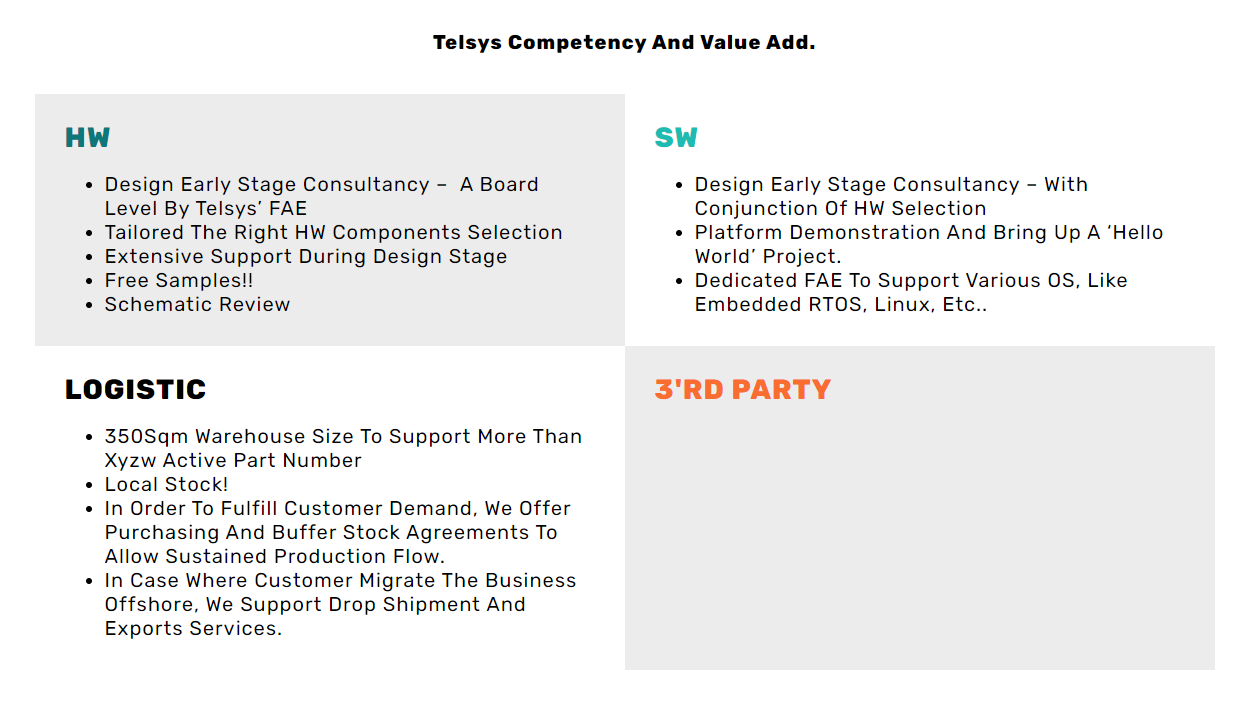 Telsys Competency And Value Add.
HW
• Design Early Stage Consultancy –  A Board
Level By Telsys’ FAE
• Tailored The Right HW Components Selection
• Extensive Support During Design Stage
• Free Samples!!
• Schematic Review
SW
• Design Early Stage Consultancy – With
Conjunction Of HW Selection
• Platform Demonstration And Bring Up A ‘Hello
World’ Project.
• Dedicated FAE To Support Various OS, Like
Embedded RTOS, Linux, Etc..
LOGISTIC
• 350Sqm Warehouse Size To Support More Than
Xyzw Active Part Number
• Local Stock!
• In Order To Fulfill Customer Demand, We Offer
Purchasing And Buffer Stock Agreements To
Allow Sustained Production Flow.
• In Case Where Customer Migrate The Business
Offshore, We Support Drop Shipment And
Exports Services.
3'RD PARTY